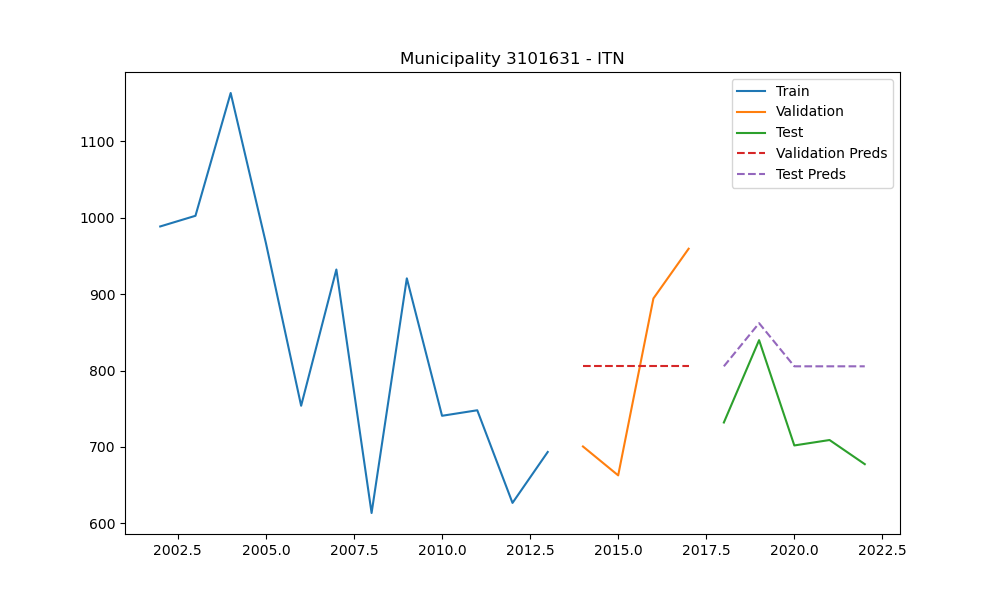 Municipality 3101631 - ITN
Train
Validation
Test
Validation Preds
Test Preds
1100
1000
900
800
700
600
2002.5 2005.0 2007.5 2010.0 2012.5 2015.0 2017.5 2020.0 2022.5